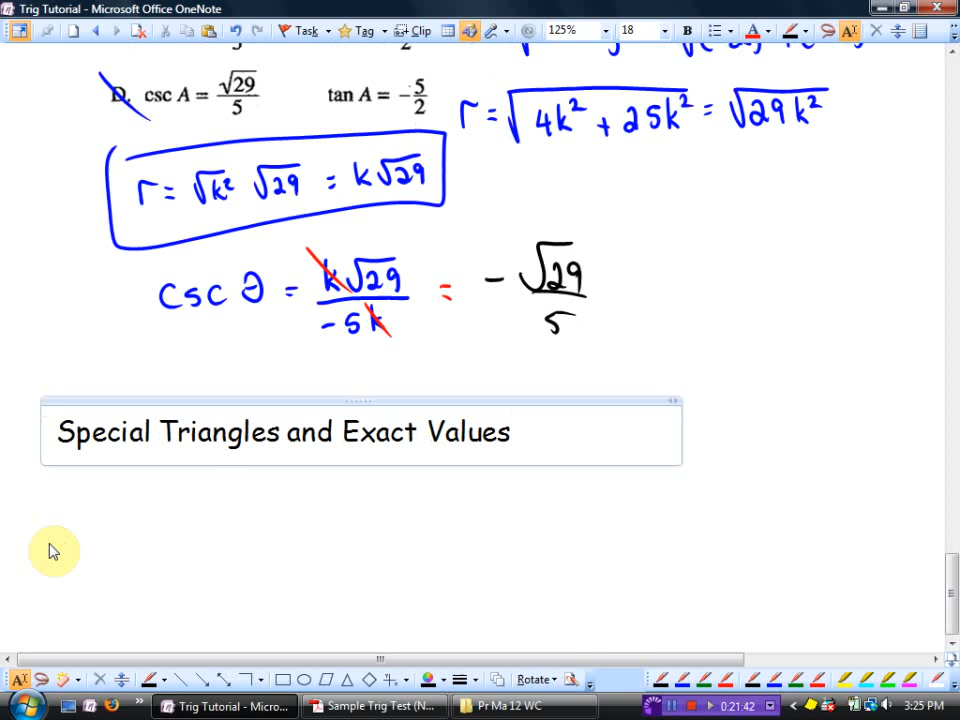 Trig Tutorial - Microsoft Office OneNote
Task Tag Clip 125% 18 B A A
D. csc A = √29/5 tan A = -5/2
r = √(4k² + 25k²) = √(29k²)
r = √k² √29 = k√29
csc θ = k√29/-5k = -√29/5
Special Triangles and Exact Values
A Rotate
Trig Tutorial - Micro... Sample Trig Test (N... Pr Ma 12 WC 0:21:42 3:25 PM